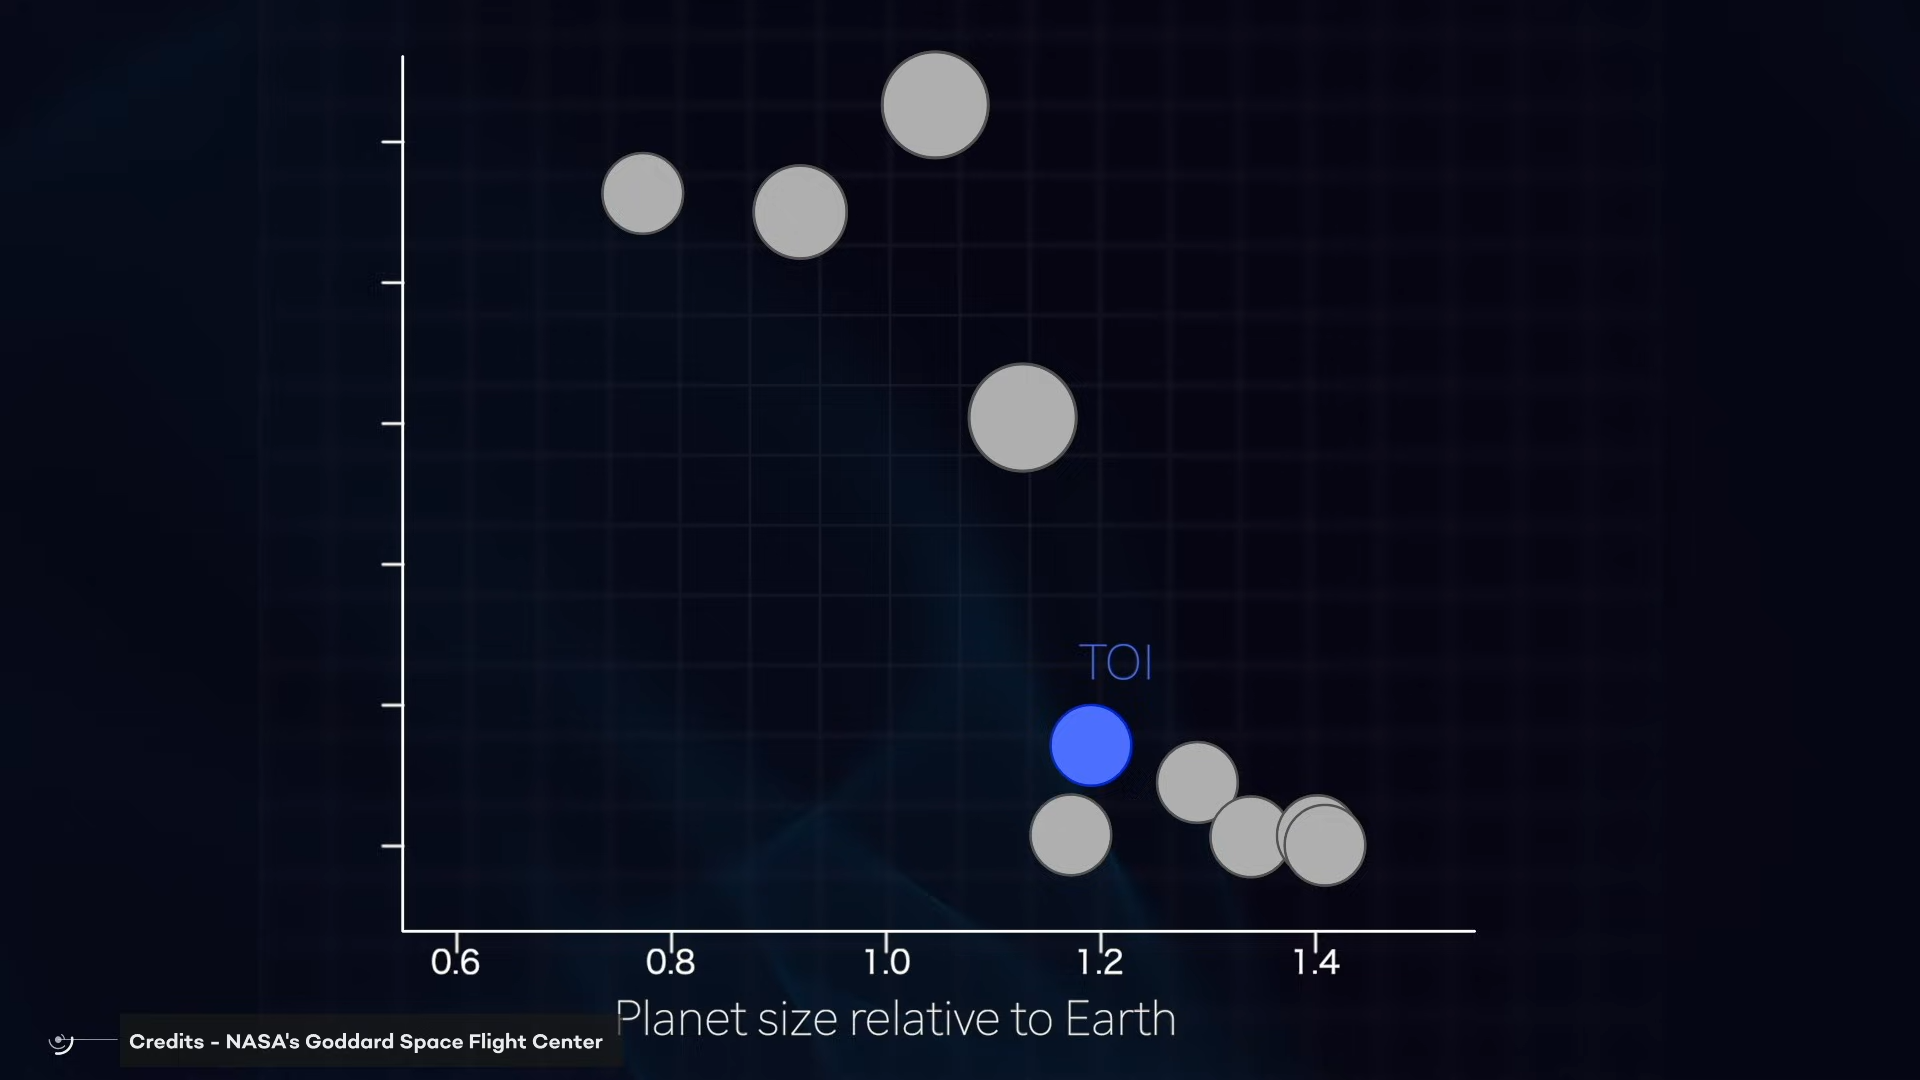 TOI
0.6 0.8 1.0 1.2 1.4
Planet size relative to Earth
Credits - NASA's Goddard Space Flight Center